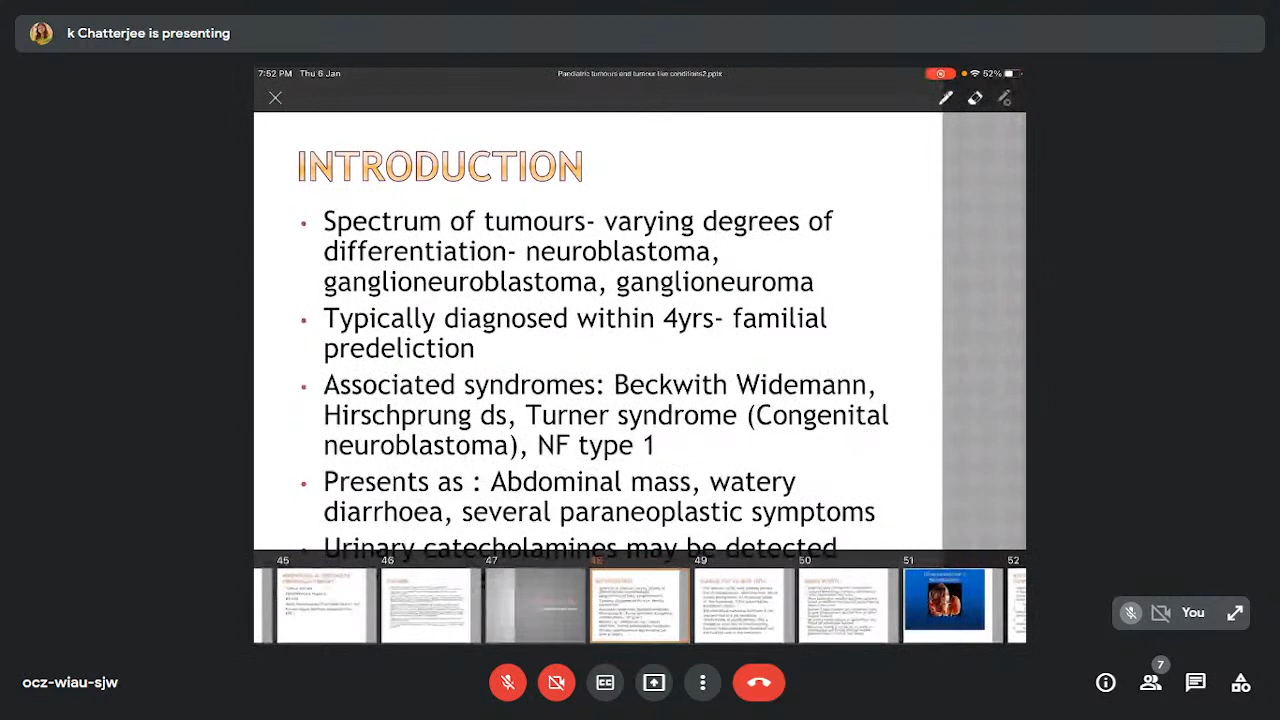 k Chatterjee is presenting
7:52 PM Thu 6 Jan
Paediatric tumours and tumour like conditions2.pptx
52%
INTRODUCTION
• Spectrum of tumours- varying degrees of
differentiation- neuroblastoma,
ganglioneuroblastoma, ganglioneuroma
• Typically diagnosed within 4yrs- familial
predeliction
• Associated syndromes: Beckwith Widemann,
Hirschprung ds, Turner syndrome (Congenital
neuroblastoma), NF type 1
• Presents as : Abdominal mass, watery
diarrhoea, several paraneoplastic symptoms
Urinary catecholamines may be detected
45 46 47 48 49 50 51 52
You
7
CC
ocz-wiau-sjw